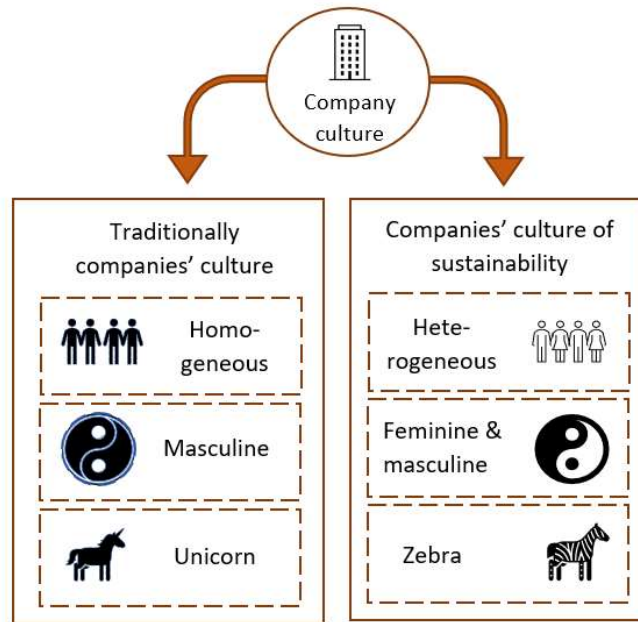 Company
culture
Traditionally
companies' culture
Homo-
geneous
Masculine
Unicorn
Companies' culture of
sustainability
Hete-
rogeneous
Feminine &
masculine
Zebra